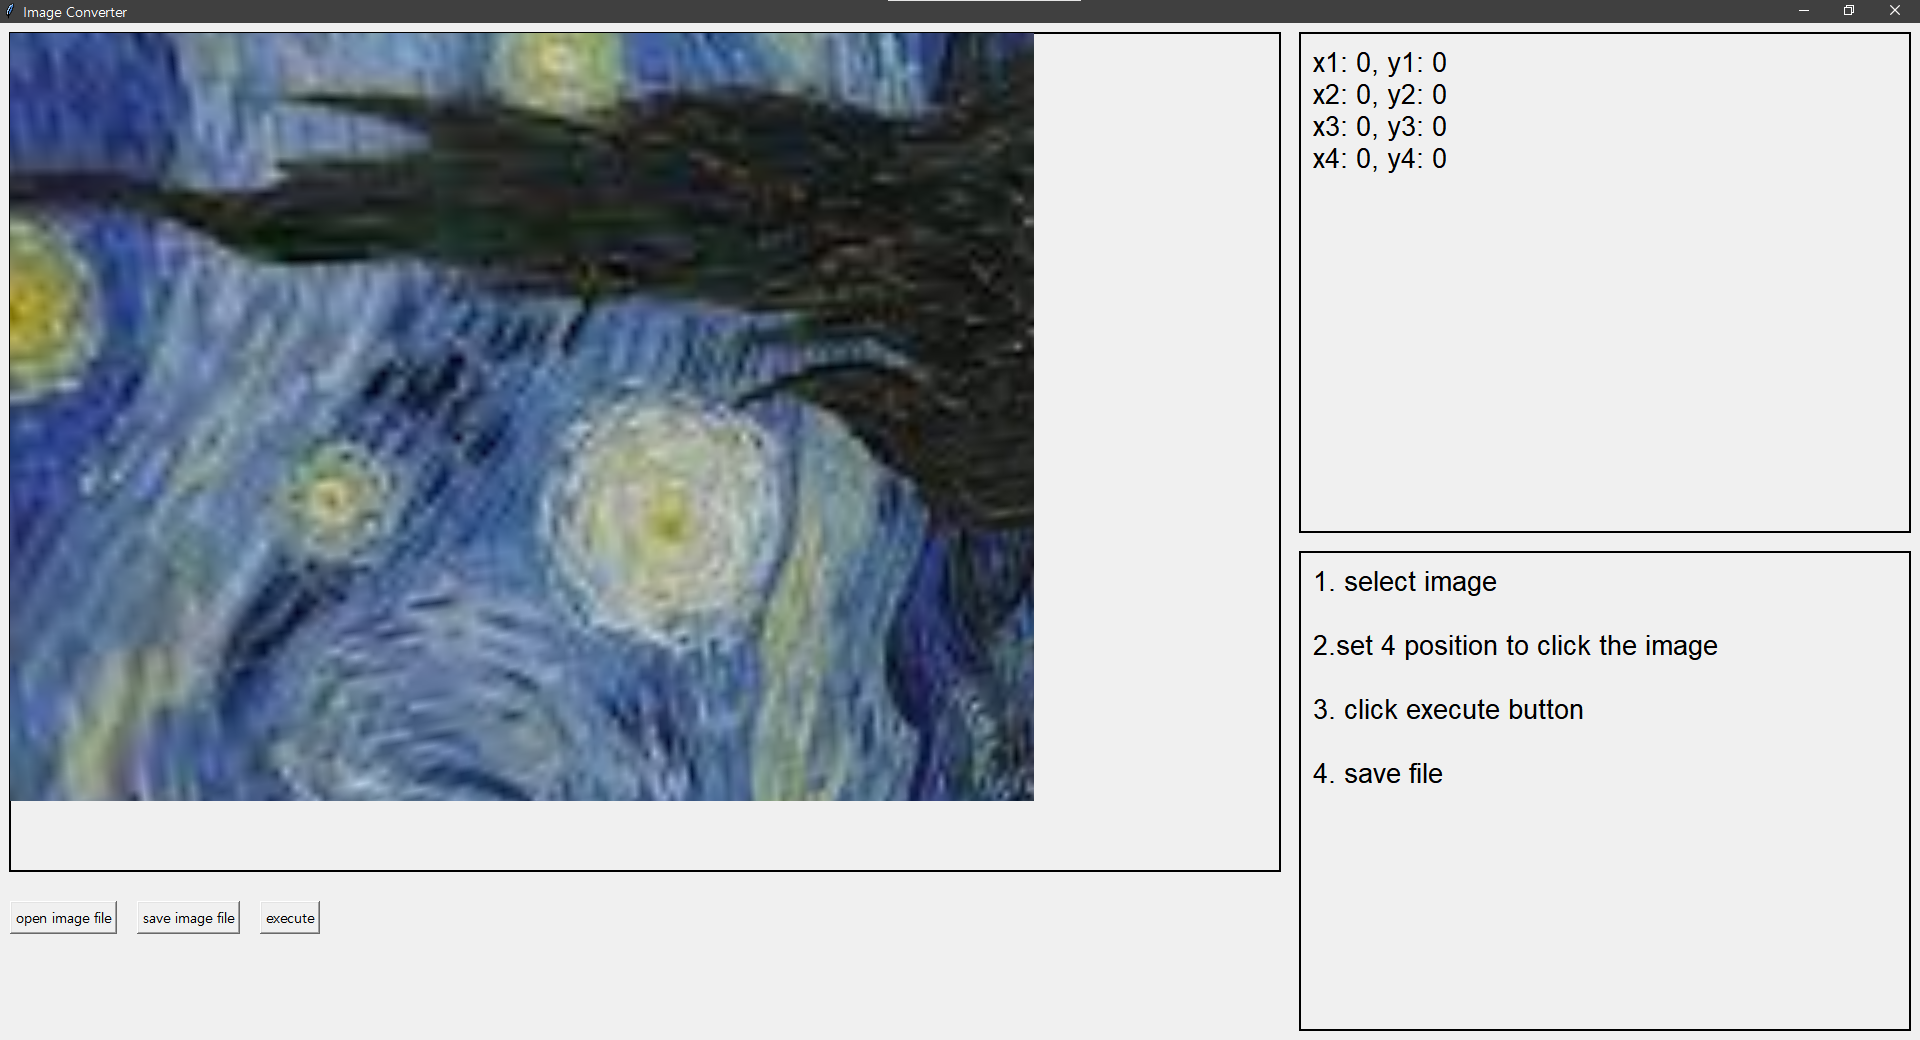 Image Converter
x1: 0, y1: 0
x2: 0, y2: 0
x3: 0, y3: 0
x4: 0, y4: 0
1. select image
2.set 4 position to click the image
3. click execute button
4. save file
open image file
save image file
execute